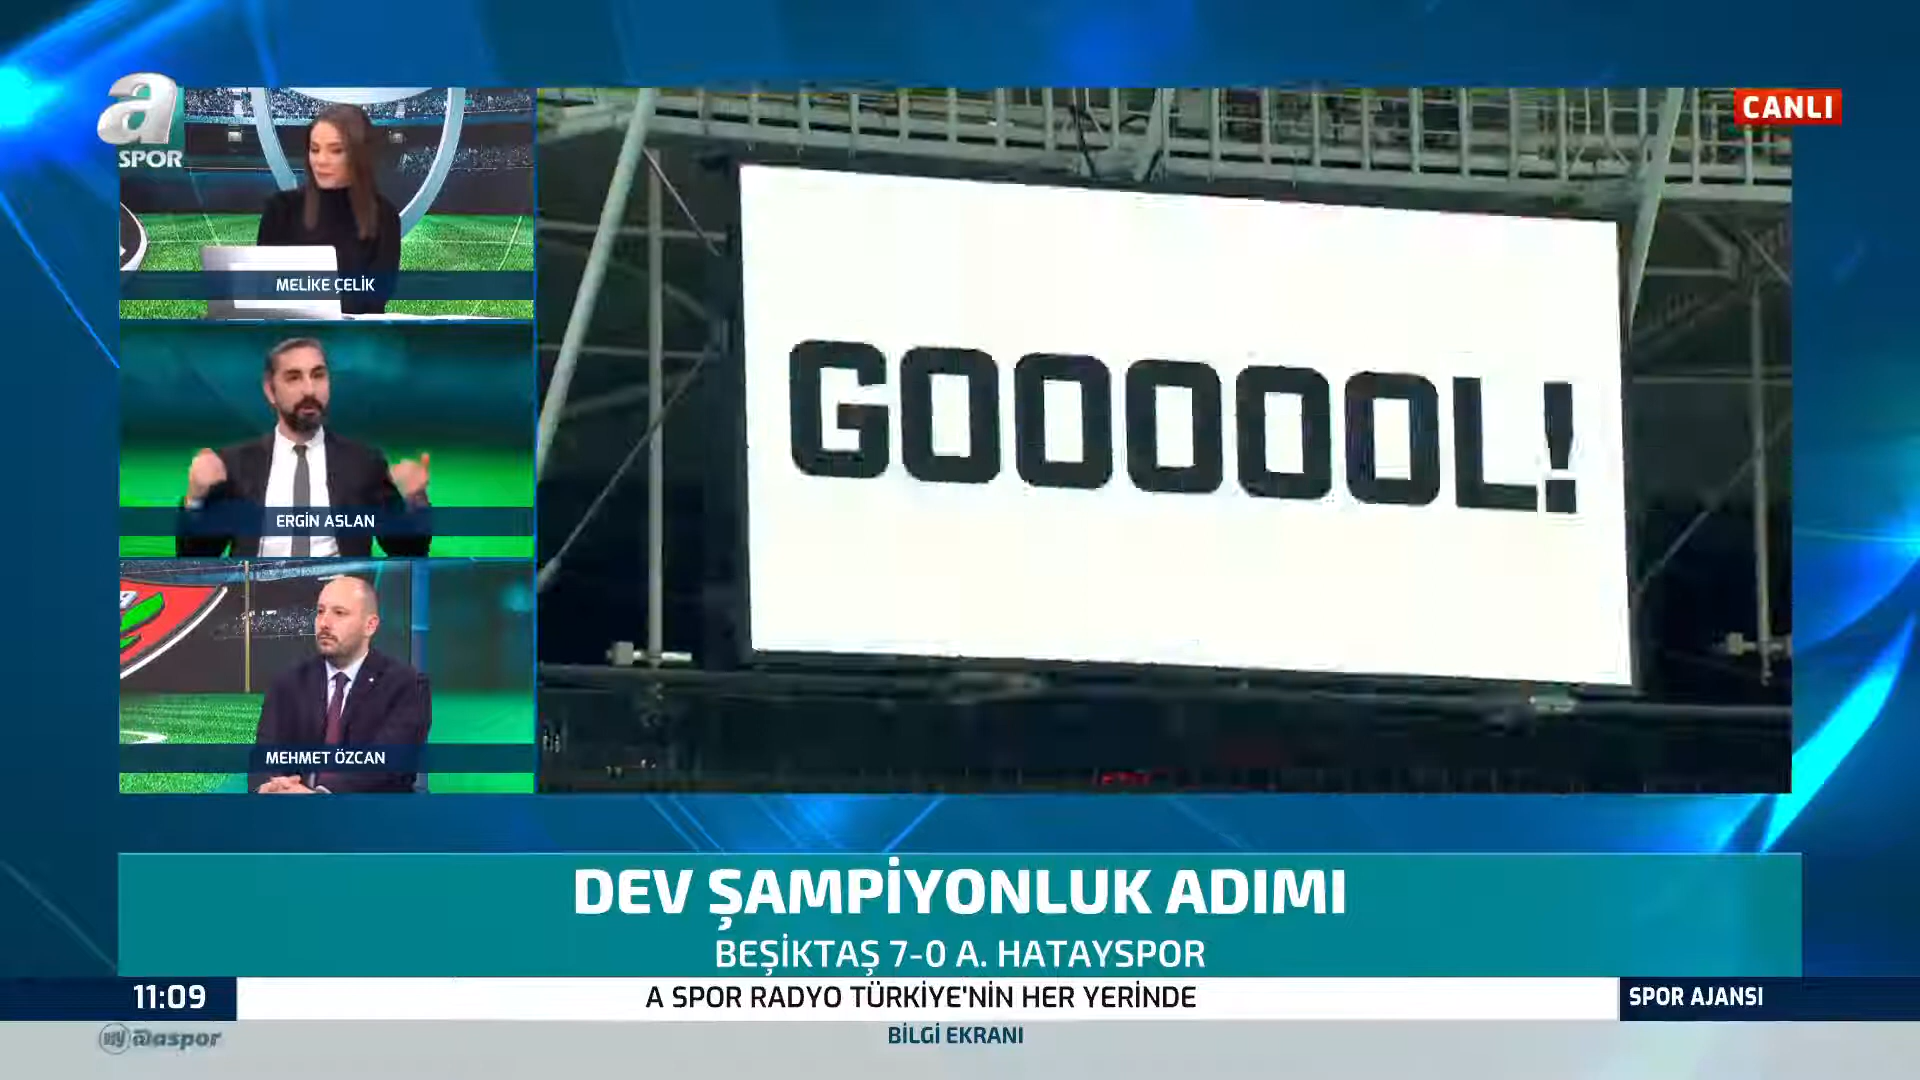 a
SPOR
CANLI
MELİKE ÇELİK
GOOOOOL!
ERGİN ASLAN
MEHMET ÖZCAN
DEV ŞAMPİYONLUK ADIMI
BEŞİKTAŞ 7-0 A. HATAYSPOR
11:09
A SPOR RADYO TÜRKİYE'NİN HER YERİNDE
SPOR AJANSI
aspor
BİLGİ EKRANI